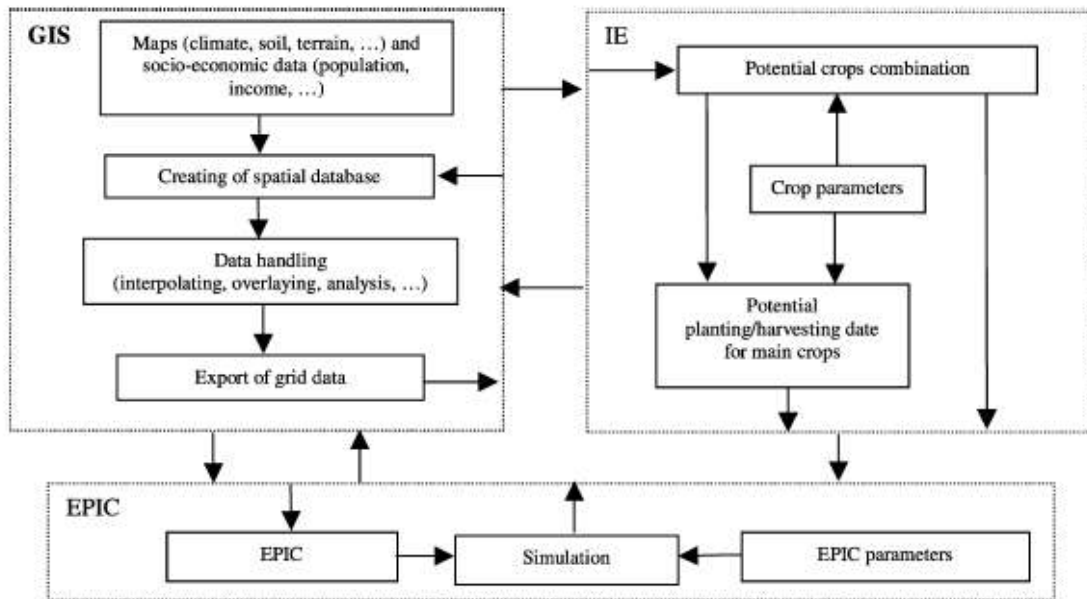 GIS
Maps (climate, soil, terrain, …) and
socio-economic data (population,
income, …)
Creating of spatial database
Data handling
(interpolating, overlaying, analysis, …)
Export of grid data
IE
Potential crops combination
Crop parameters
Potential
planting/harvesting date
for main crops
EPIC
EPIC
Simulation
EPIC parameters